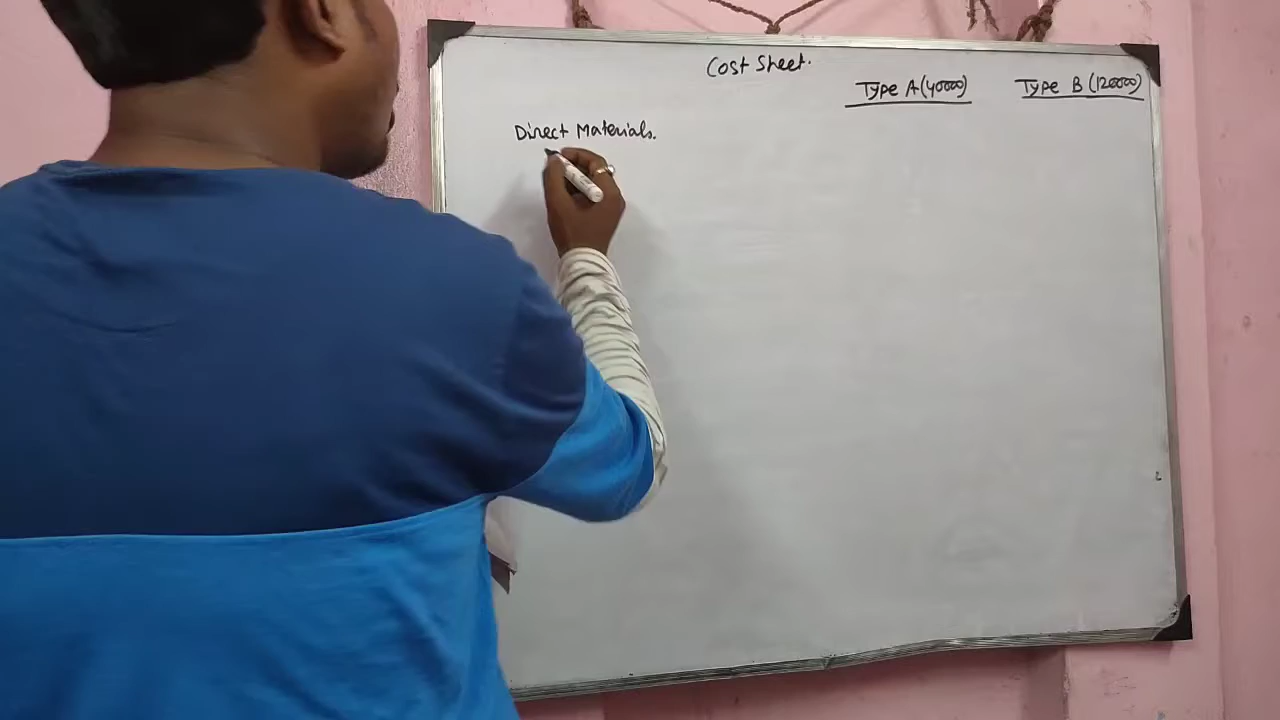 Cost Sheet.
Type A (40000) Type B (120000)
Direct Materials.